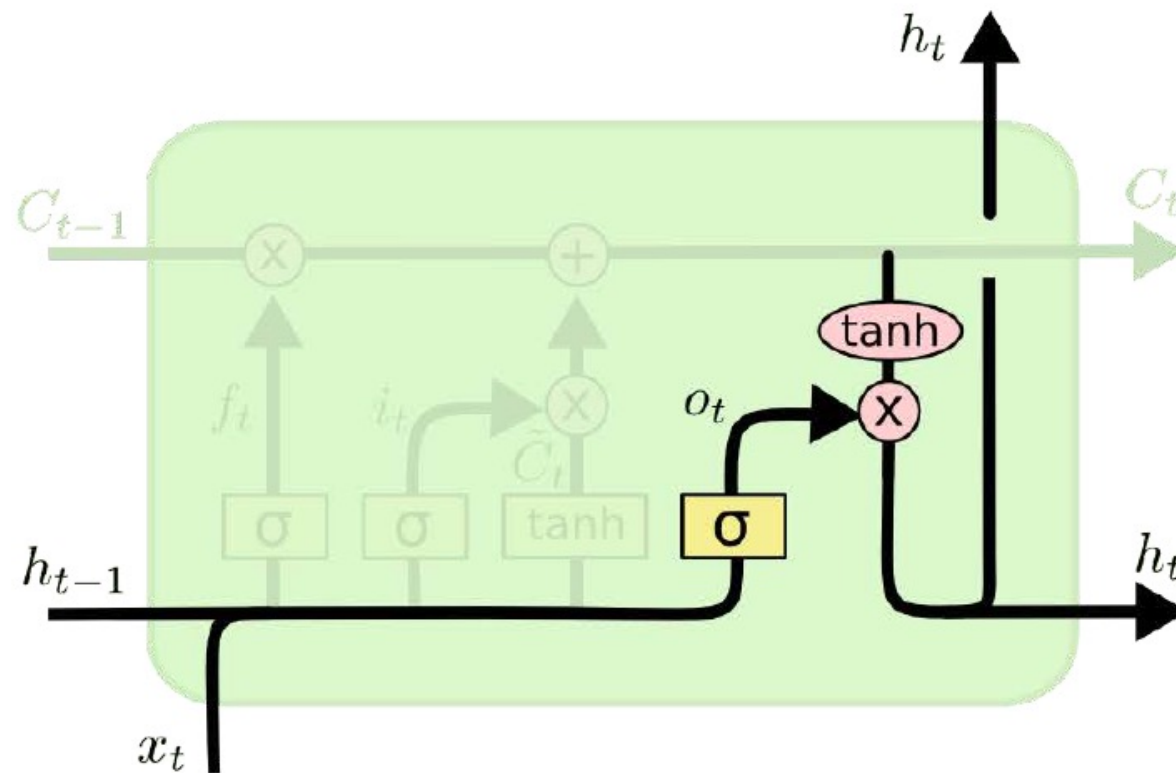 h_t
C_{t-1}
C_t
x
+
tanh
f_t
i_t
x
o_t
x
C̃_t
σ
σ
tanh
σ
h_{t-1}
h_t
x_t